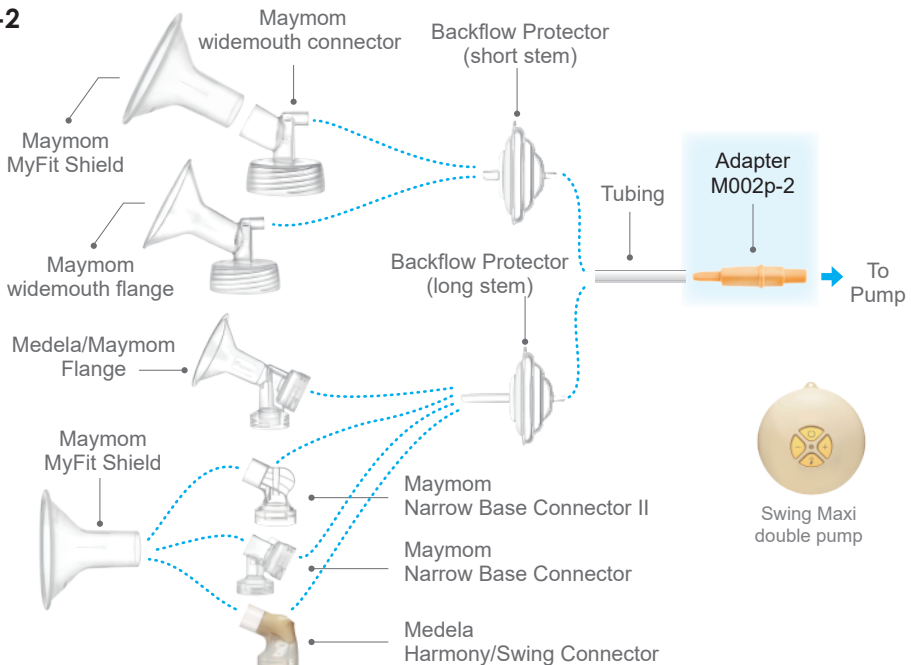 -2
Maymom
widemouth connector
Backflow Protector
(short stem)
Maymom
MyFit Shield
Adapter
M002p-2
Tubing
To
Pump
Maymom
widemouth flange
Backflow Protector
(long stem)
Medela/Maymom
Flange
Maymom
MyFit Shield
Maymom
Narrow Base Connector II
Swing Maxi
double pump
Maymom
Narrow Base Connector
Medela
Harmony/Swing Connector